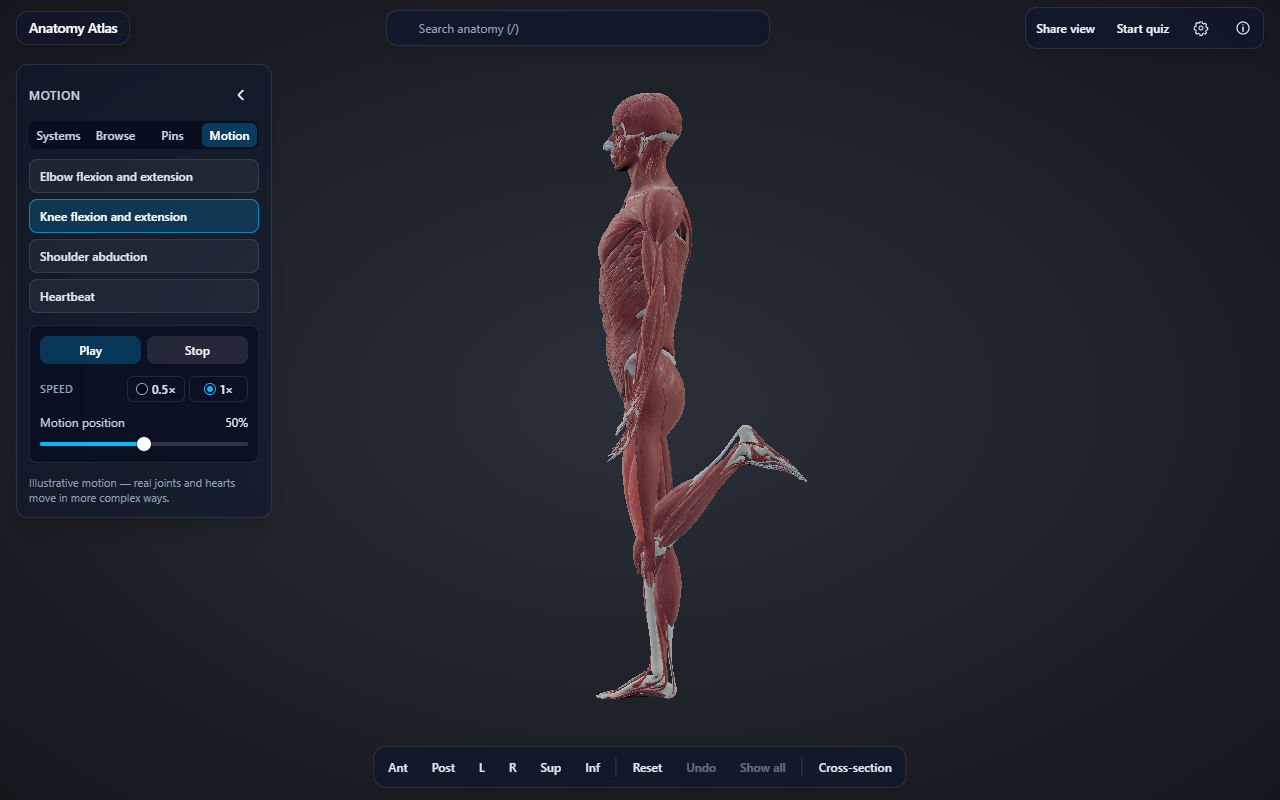 Anatomy Atlas
Search anatomy (/)
Share view
Start quiz
MOTION
Systems
Browse
Pins
Motion
Elbow flexion and extension
Knee flexion and extension
Shoulder abduction
Heartbeat
Play
Stop
SPEED
0.5×
1×
Motion position
50%
Illustrative motion — real joints and hearts
move in more complex ways.
Ant
Post
L
R
Sup
Inf
Reset
Undo
Show all
Cross-section